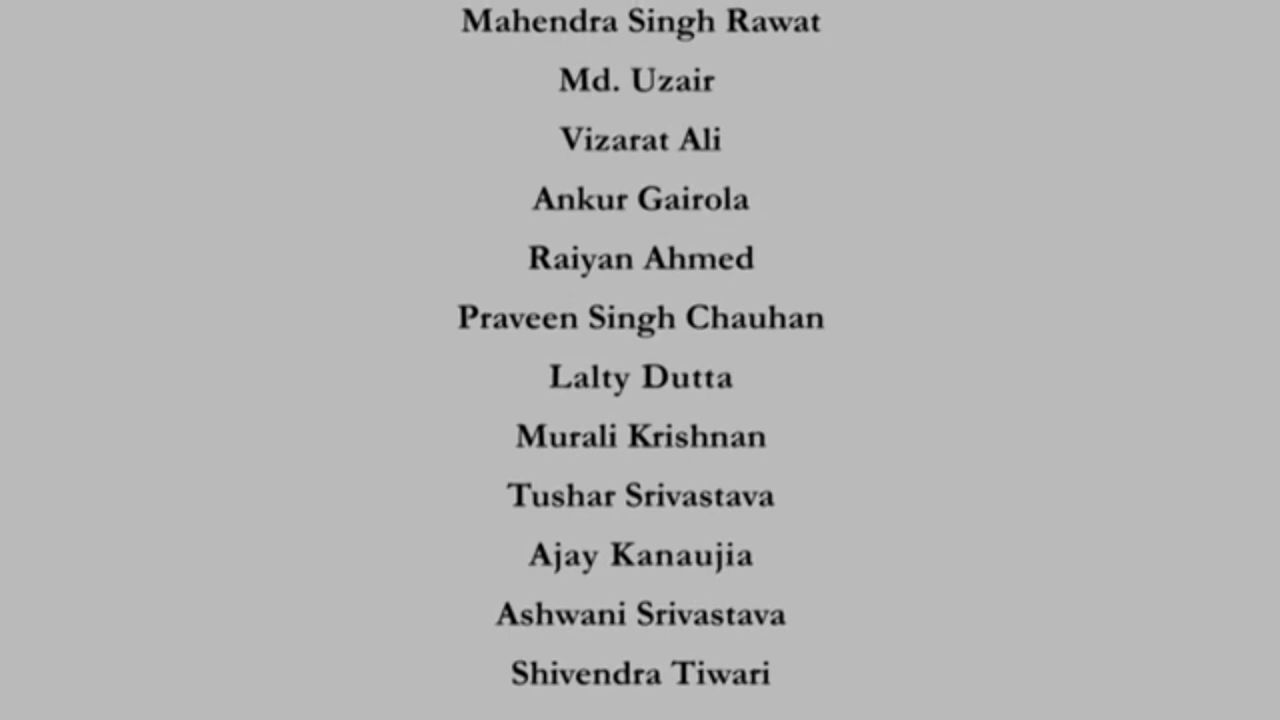 Mahendra Singh Rawat
Md. Uzair
Vizarat Ali
Ankur Gairola
Raiyan Ahmed
Praveen Singh Chauhan
Lalty Dutta
Murali Krishnan
Tushar Srivastava
Ajay Kanaujia
Ashwani Srivastava
Shivendra Tiwari